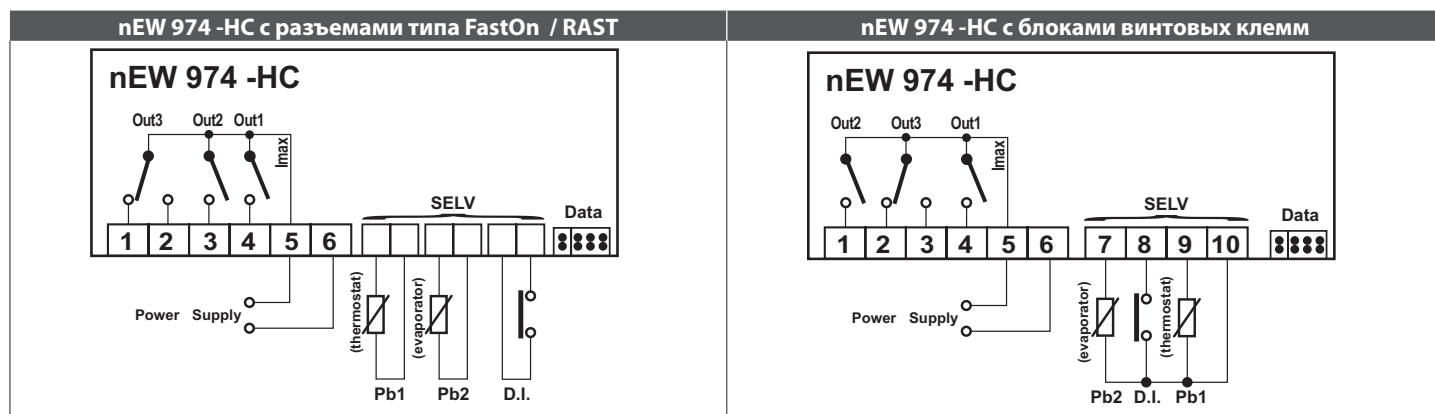 nEW 974 -HC с разъемами типа FastOn / RAST
nEW 974 -HC
Out3 Out2 Out1
Imax
SELV
Data
1 2 3 4 5 6
Power Supply
(thermostat)
(evaporator)
Pb1 Pb2 D.I.
nEW 974 -HC с блоками винтовых клемм
nEW 974 -HC
Out2 Out3 Out1
Imax
SELV
Data
1 2 3 4 5 6 7 8 9 10
Power Supply
(evaporator)
(thermostat)
Pb2 D.I. Pb1